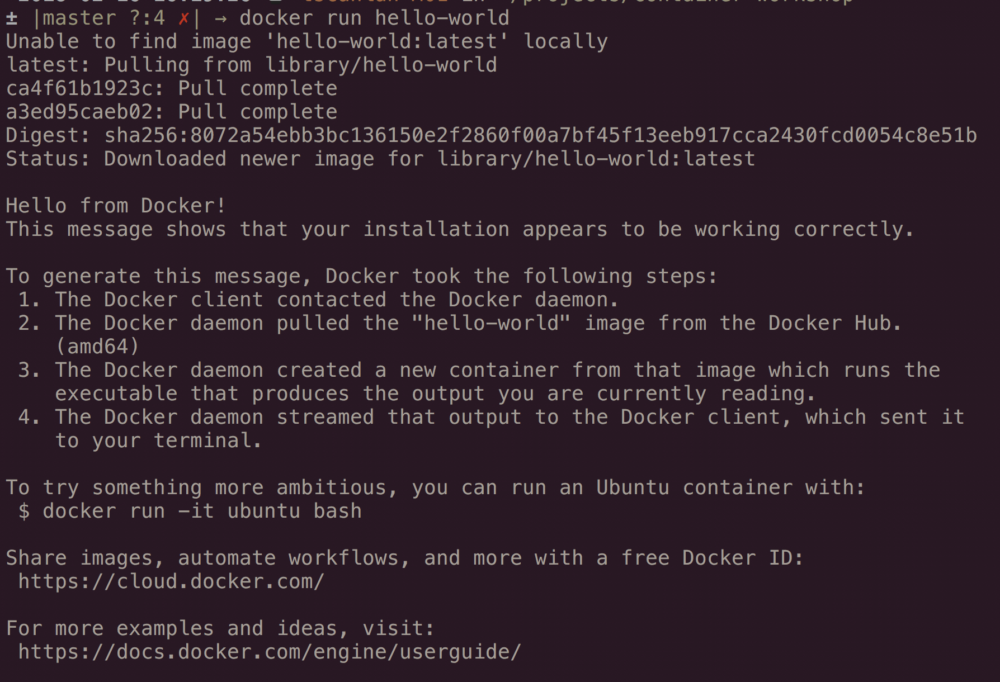 ± |master ?:4 ✗| → docker run hello-world
Unable to find image 'hello-world:latest' locally
latest: Pulling from library/hello-world
ca4f61b1923c: Pull complete
a3ed95caeb02: Pull complete
Digest: sha256:8072a54ebb3bc136150e2f2860f00a7bf45f13eeb917cca2430fcd0054c8e51b
Status: Downloaded newer image for library/hello-world:latest
Hello from Docker!
This message shows that your installation appears to be working correctly.
To generate this message, Docker took the following steps:
1. The Docker client contacted the Docker daemon.
2. The Docker daemon pulled the "hello-world" image from the Docker Hub.
(amd64)
3. The Docker daemon created a new container from that image which runs the
executable that produces the output you are currently reading.
4. The Docker daemon streamed that output to the Docker client, which sent it
to your terminal.
To try something more ambitious, you can run an Ubuntu container with:
$ docker run -it ubuntu bash
Share images, automate workflows, and more with a free Docker ID:
https://cloud.docker.com/
For more examples and ideas, visit:
https://docs.docker.com/engine/userguide/